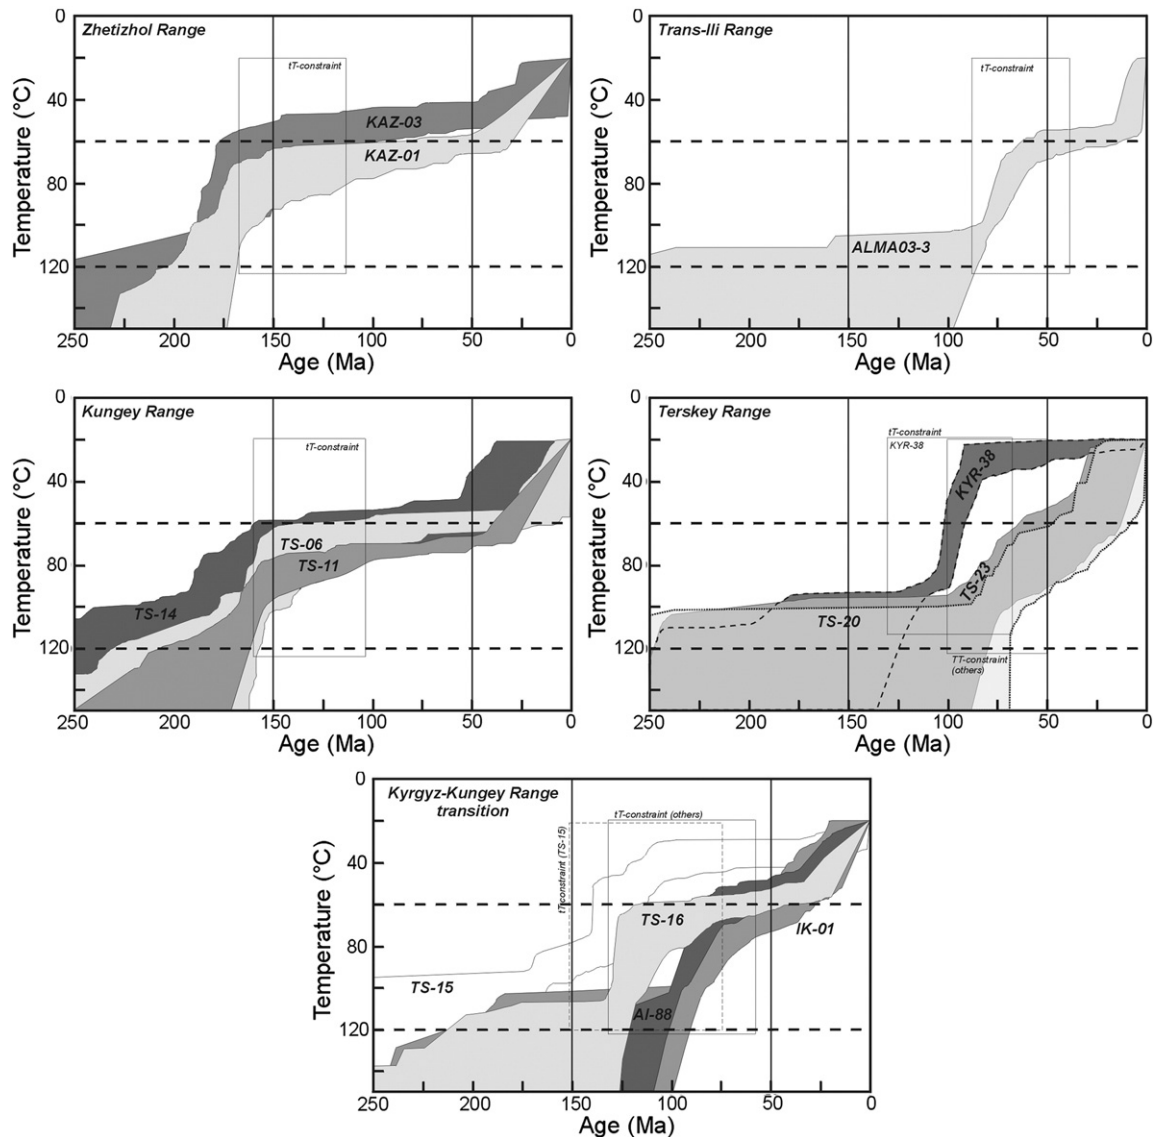 Zhetizhol Range
tT-constraint
KAZ-03
KAZ-01
Temperature (°C)
0
40
80
120
250
200
150
100
50
0
Age (Ma)
Trans-Ili Range
tT-constraint
ALMA03-3
Temperature (°C)
0
40
80
120
250
200
150
100
50
0
Age (Ma)
Kungey Range
tT-constraint
TS-06
TS-11
TS-14
Temperature (°C)
0
40
80
120
250
200
150
100
50
0
Age (Ma)
Terskey Range
tT-constraint
KYR-38
KYR-38
TS-23
TS-20
TT-constraint
(others)
Temperature (°C)
0
40
80
120
250
200
150
100
50
0
Age (Ma)
Kyrgyz-Kungey Range
transition
tT-constraint (others)
tT-constraint (TS-15)
TS-16
IK-01
TS-15
AI-88
Temperature (°C)
0
40
80
120
250
200
150
100
50
0
Age (Ma)